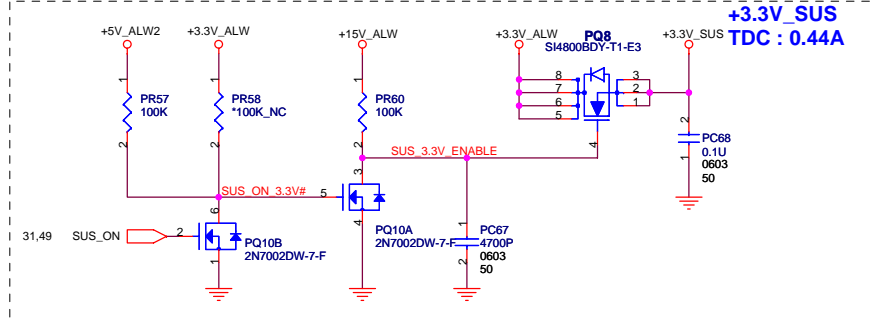 +3.3V_SUS
TDC : 0.44A
+5V_ALW2
+3.3V_ALW
+15V_ALW
+3.3V_ALW
PQ8
SI4800BDY-T1-E3
+3.3V_SUS
1
PR57
100K
2
1
PR58
*100K_NC
2
1
PR60
100K
2
8
7
6
5
3
2
1
4
2
PC68
0.1U
1
0603
50
SUS_3.3V_ENABLE
SUS_ON_3.3V#
5
3
4
PQ10A
2N7002DW-7-F
1
PC67
4700P
2
0603
50
31,49
SUS_ON
2
6
1
PQ10B
2N7002DW-7-F